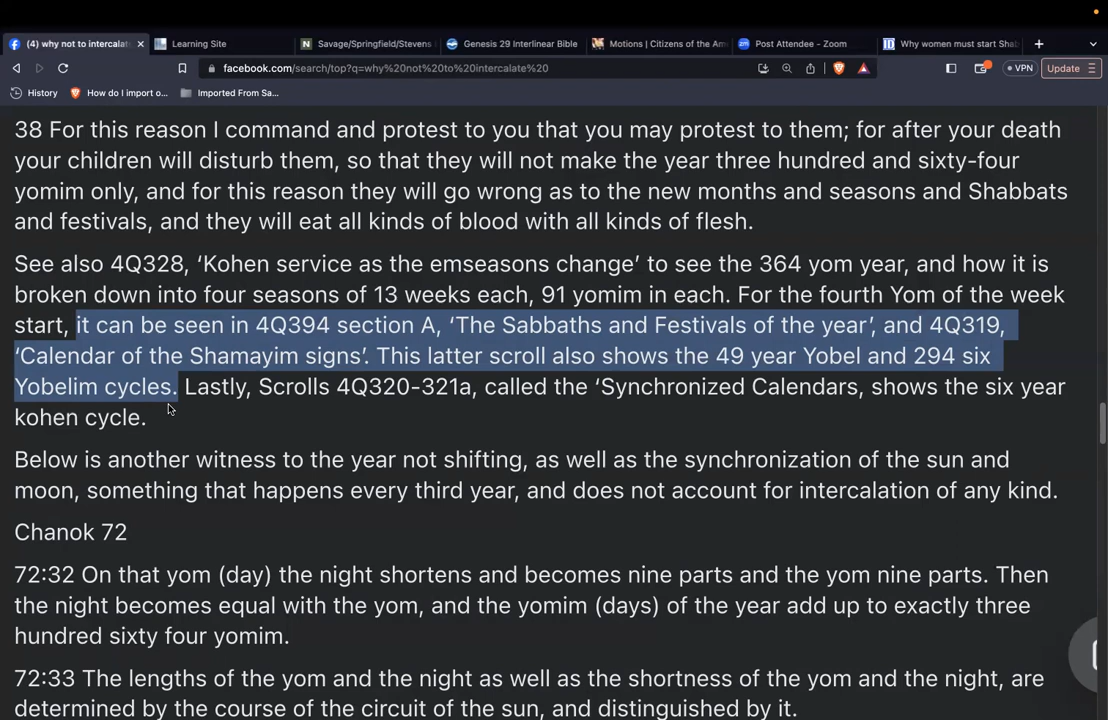 (4) why not to intercalat
Learning Site
Savage/Springfield/Stevens
Genesis 29 Interlinear Bible
Motions | Citizens of the Am
Post Attendee - Zoom
Why women must start Shab
facebook.com/search/top?q=why%20not%20to%20intercalate%20
VPN
Update
History
How do I import o...
Imported From Sa...
38 For this reason I command and protest to you that you may protest to them; for after your death
your children will disturb them, so that they will not make the year three hundred and sixty-four
yomim only, and for this reason they will go wrong as to the new months and seasons and Shabbats
and festivals, and they will eat all kinds of blood with all kinds of flesh.
See also 4Q328, ‘Kohen service as the emseasons change’ to see the 364 yom year, and how it is
broken down into four seasons of 13 weeks each, 91 yomim in each. For the fourth Yom of the week
start, it can be seen in 4Q394 section A, ‘The Sabbaths and Festivals of the year’, and 4Q319,
‘Calendar of the Shamayim signs’. This latter scroll also shows the 49 year Yobel and 294 six
Yobelim cycles. Lastly, Scrolls 4Q320-321a, called the ‘Synchronized Calendars, shows the six year
kohen cycle.
Below is another witness to the year not shifting, as well as the synchronization of the sun and
moon, something that happens every third year, and does not account for intercalation of any kind.
Chanok 72
72:32 On that yom (day) the night shortens and becomes nine parts and the yom nine parts. Then
the night becomes equal with the yom, and the yomim (days) of the year add up to exactly three
hundred sixty four yomim.
72:33 The lengths of the yom and the night as well as the shortness of the yom and the night, are
determined by the course of the circuit of the sun, and distinguished by it.